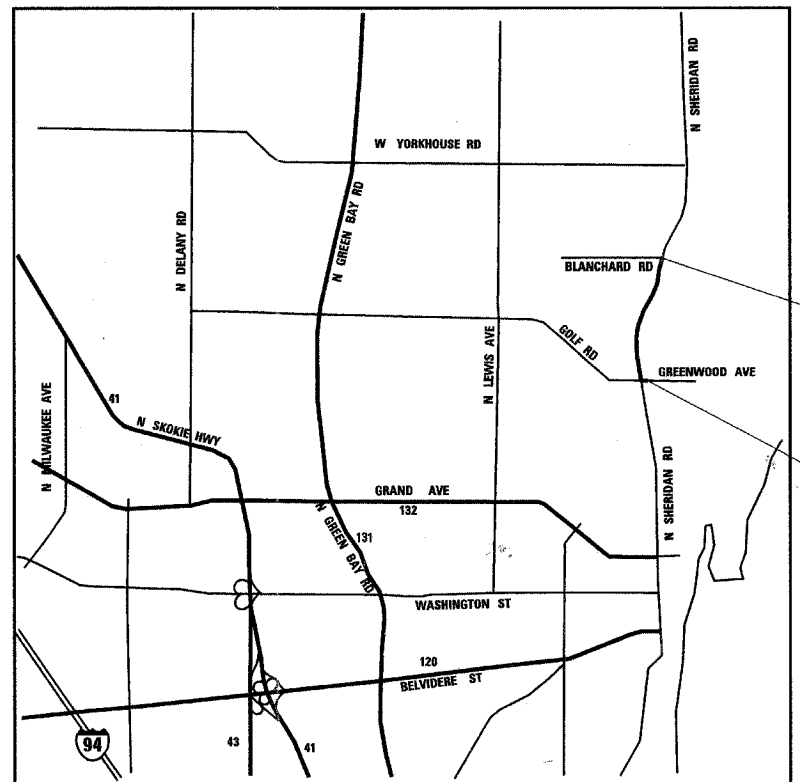 N SHERIDAN RD
W YORKHOUSE RD
N GREEN BAY RD
N DELANY RD
BLANCHARD RD
GOLF RD
N LEWIS AVE
GREENWOOD AVE
N MILWAUKEE AVE
41
N SKOKIE HWY
GRAND AVE
132
N SHERIDAN RD
N GREEN BAY RD
131
WASHINGTON ST
120
BELVIDERE ST
94
43
41